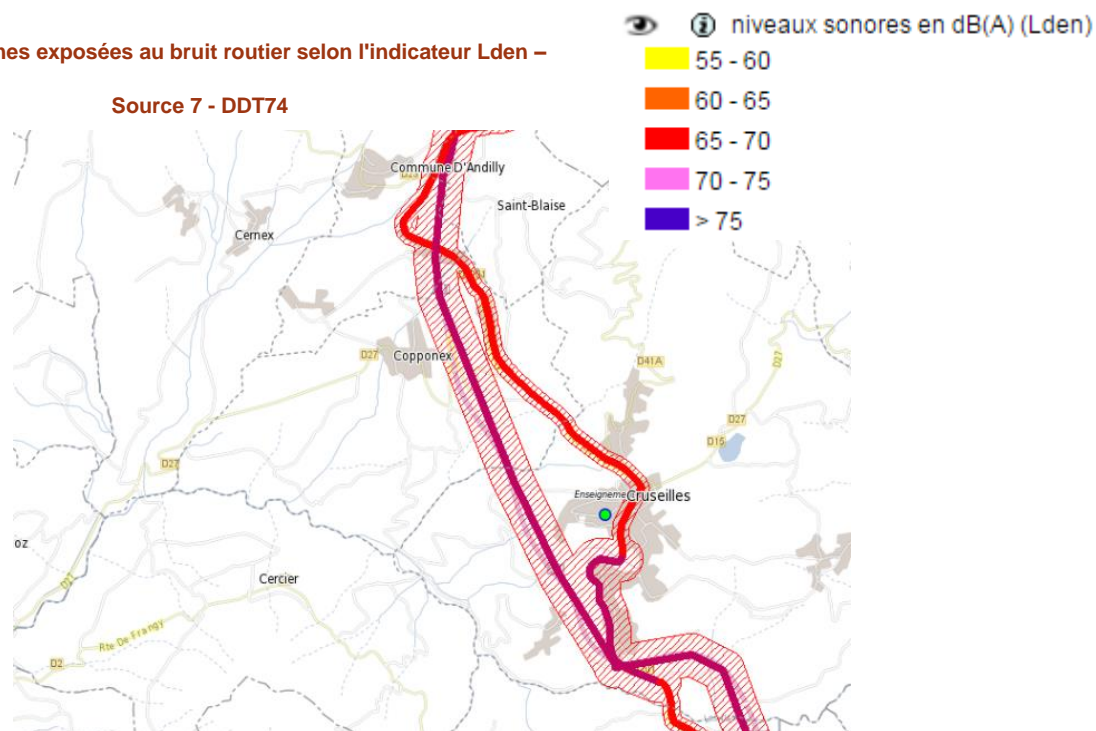 niveaux sonores en dB(A) (Lden)
nes exposées au bruit routier selon l'indicateur Lden –
55 - 60
Source 7 - DDT74
60 - 65
65 - 70
70 - 75
> 75
Commune D'Andilly
Saint-Blaise
Cernex
D27
Copponex
D41A
D27
D27
D15
D27
Cruseilles
oz
Cercier
D27
Rte De Frangy
D2